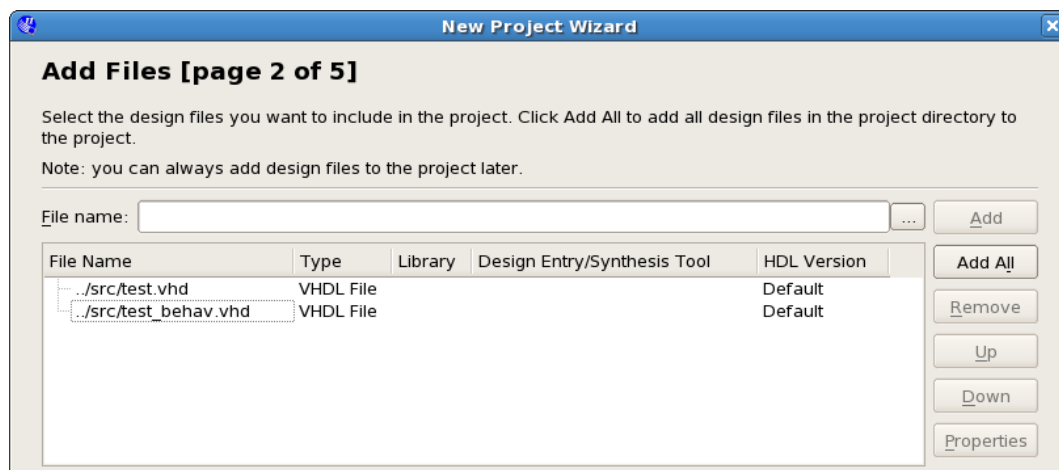 New Project Wizard
Add Files [page 2 of 5]
Select the design files you want to include in the project. Click Add All to add all design files in the project directory to
the project.
Note: you can always add design files to the project later.
File name: ... Add
File Name Type Library Design Entry/Synthesis Tool HDL Version Add All
../src/test.vhd VHDL File Default
../src/test_behav.vhd VHDL File Default Remove
Up
Down
Properties